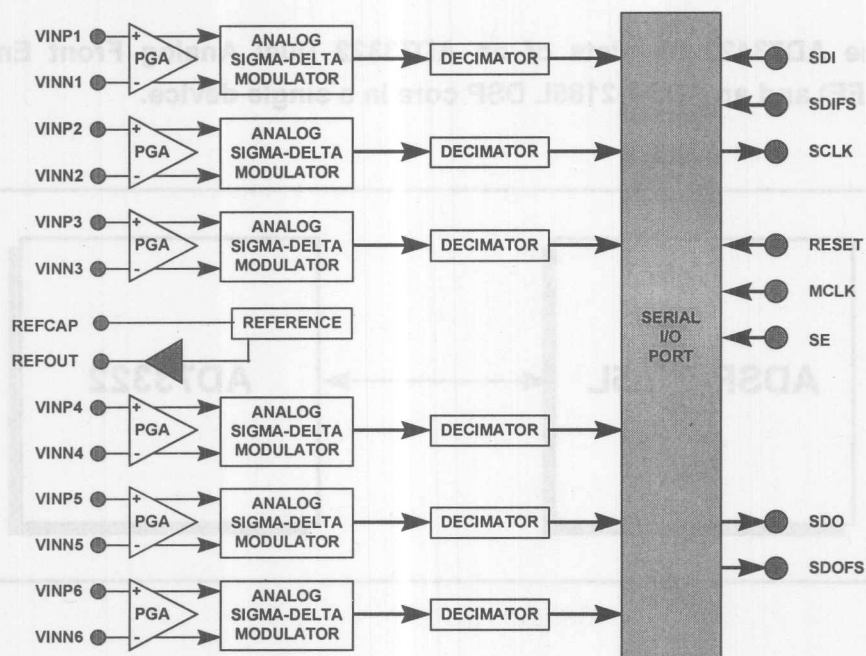 VINP1
VINN1
+
PGA
-
ANALOG
SIGMA-DELTA
MODULATOR
DECIMATOR
VINP2
VINN2
+
PGA
-
ANALOG
SIGMA-DELTA
MODULATOR
DECIMATOR
VINP3
VINN3
+
PGA
-
ANALOG
SIGMA-DELTA
MODULATOR
DECIMATOR
REFCAP
REFERENCE
REFOUT
VINP4
VINN4
+
PGA
-
ANALOG
SIGMA-DELTA
MODULATOR
DECIMATOR
VINP5
VINN5
+
PGA
-
ANALOG
SIGMA-DELTA
MODULATOR
DECIMATOR
VINP6
VINN6
+
PGA
-
ANALOG
SIGMA-DELTA
MODULATOR
DECIMATOR
SERIAL
I/O
PORT
SDI
SDIFS
SCLK
RESET
MCLK
SE
SDO
SDOFS